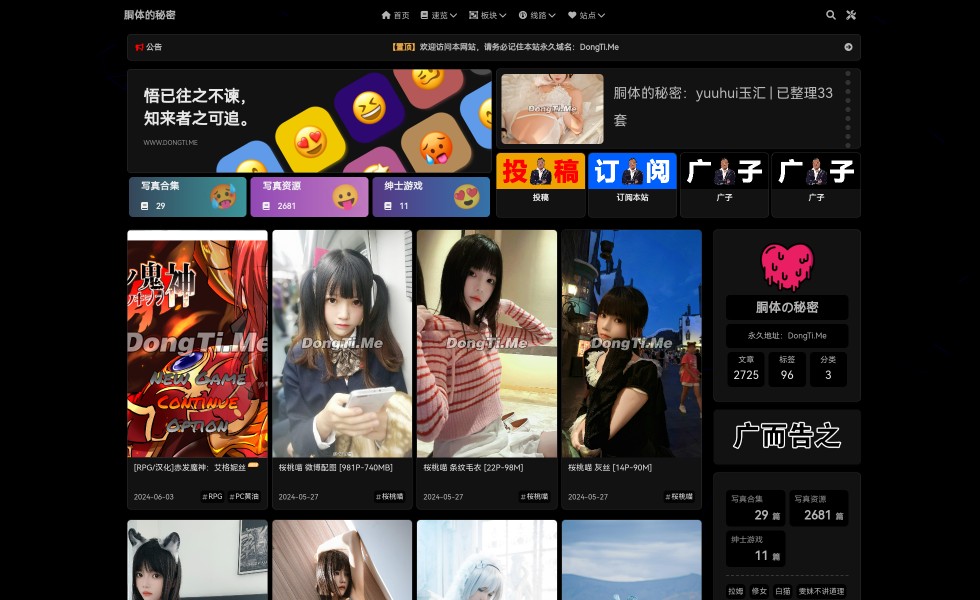 胴体的秘密
首页
速览
板块
线路
站点
公告
【置顶】欢迎访问本网站，请务必记住本站永久域名：DongTi.Me
悟已往之不谏，
知来者之可追。
WWW.DONGTI.ME
DongTi.Me
胴体的秘密：yuuhui玉汇 | 已整理33
套
写真合集
29
写真资源
2681
绅士游戏
11
投稿
投稿
订阅
订阅本站
广子
广子
广子
广子
鬼神
DongTi.Me
NEW GAME
CONTINUE
OPTION
[RPG/汉化]赤发魔神：艾格妮丝
2024-06-03
#RPG
#PC黄油
DongTi.Me
桜桃喵 微博配图 [981P-740MB]
2024-05-27
#桜桃喵
DongTi.Me
桜桃喵 条纹毛衣 [22P-98M]
2024-05-27
#桜桃喵
DongTi.Me
桜桃喵 灰丝 [14P-90M]
2024-05-27
#桜桃喵
胴体の秘密
永久地址：DongTi.Me
文章
2725
标签
96
分类
3
广而告之
写真合集
29 篇
写真资源
2681 篇
绅士游戏
11 篇
拉姆
修女
白猫
雯妹不讲道理